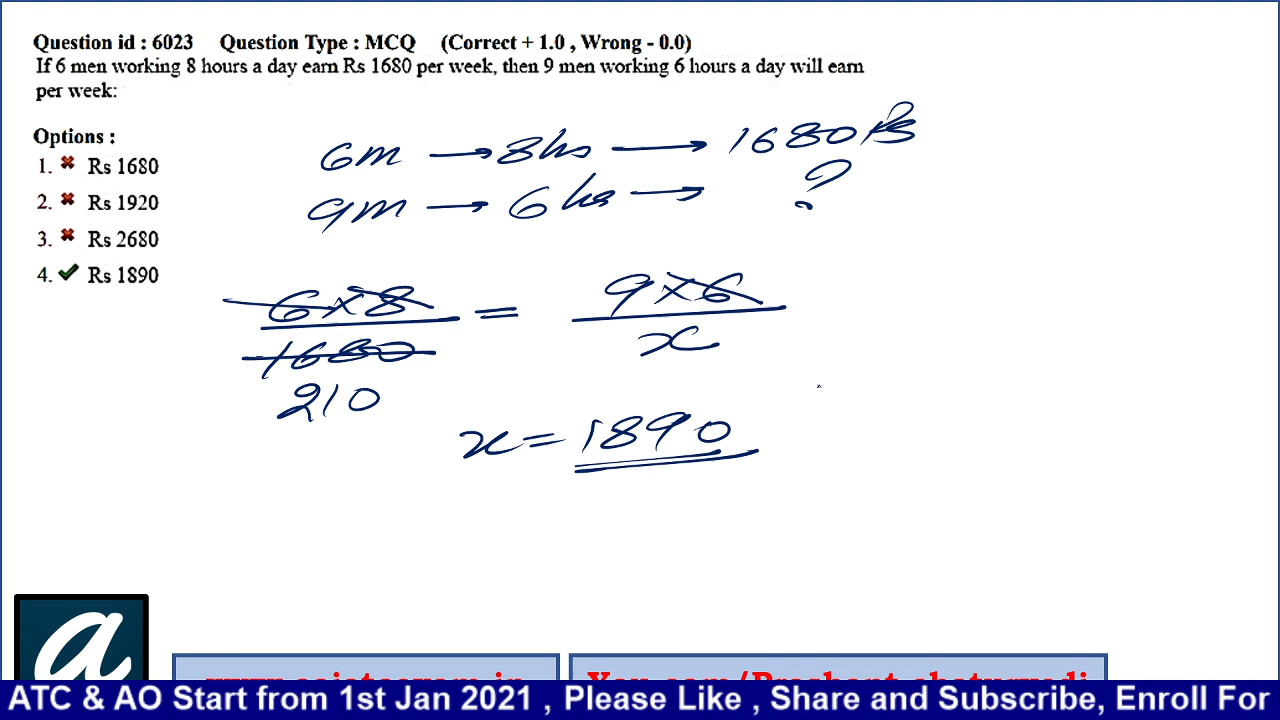 Question id : 6023 Question Type : MCQ (Correct + 1.0 , Wrong - 0.0)
If 6 men working 8 hours a day earn Rs 1680 per week, then 9 men working 6 hours a day will earn
per week:
Options :
1. ✖ Rs 1680
2. ✖ Rs 1920
3. ✖ Rs 2680
4. ✔ Rs 1890
6m → 8hs → 1680 Rs
9m → 6 hs → ?
6×8 = 9×6
1680 x
210
x = 1890
a
ATC & AO Start from 1st Jan 2021 , Please Like , Share and Subscribe, Enroll For